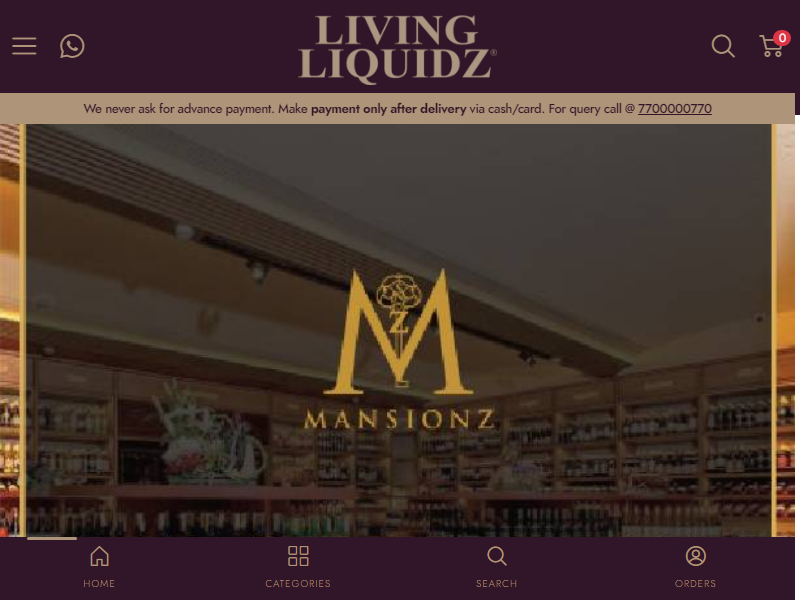 LIVING
LIQUIDZ®
0
We never ask for advance payment. Make payment only after delivery via cash/card. For query call @ 7700000770
M
Z
MANSIONZ
HOME
CATEGORIES
SEARCH
ORDERS